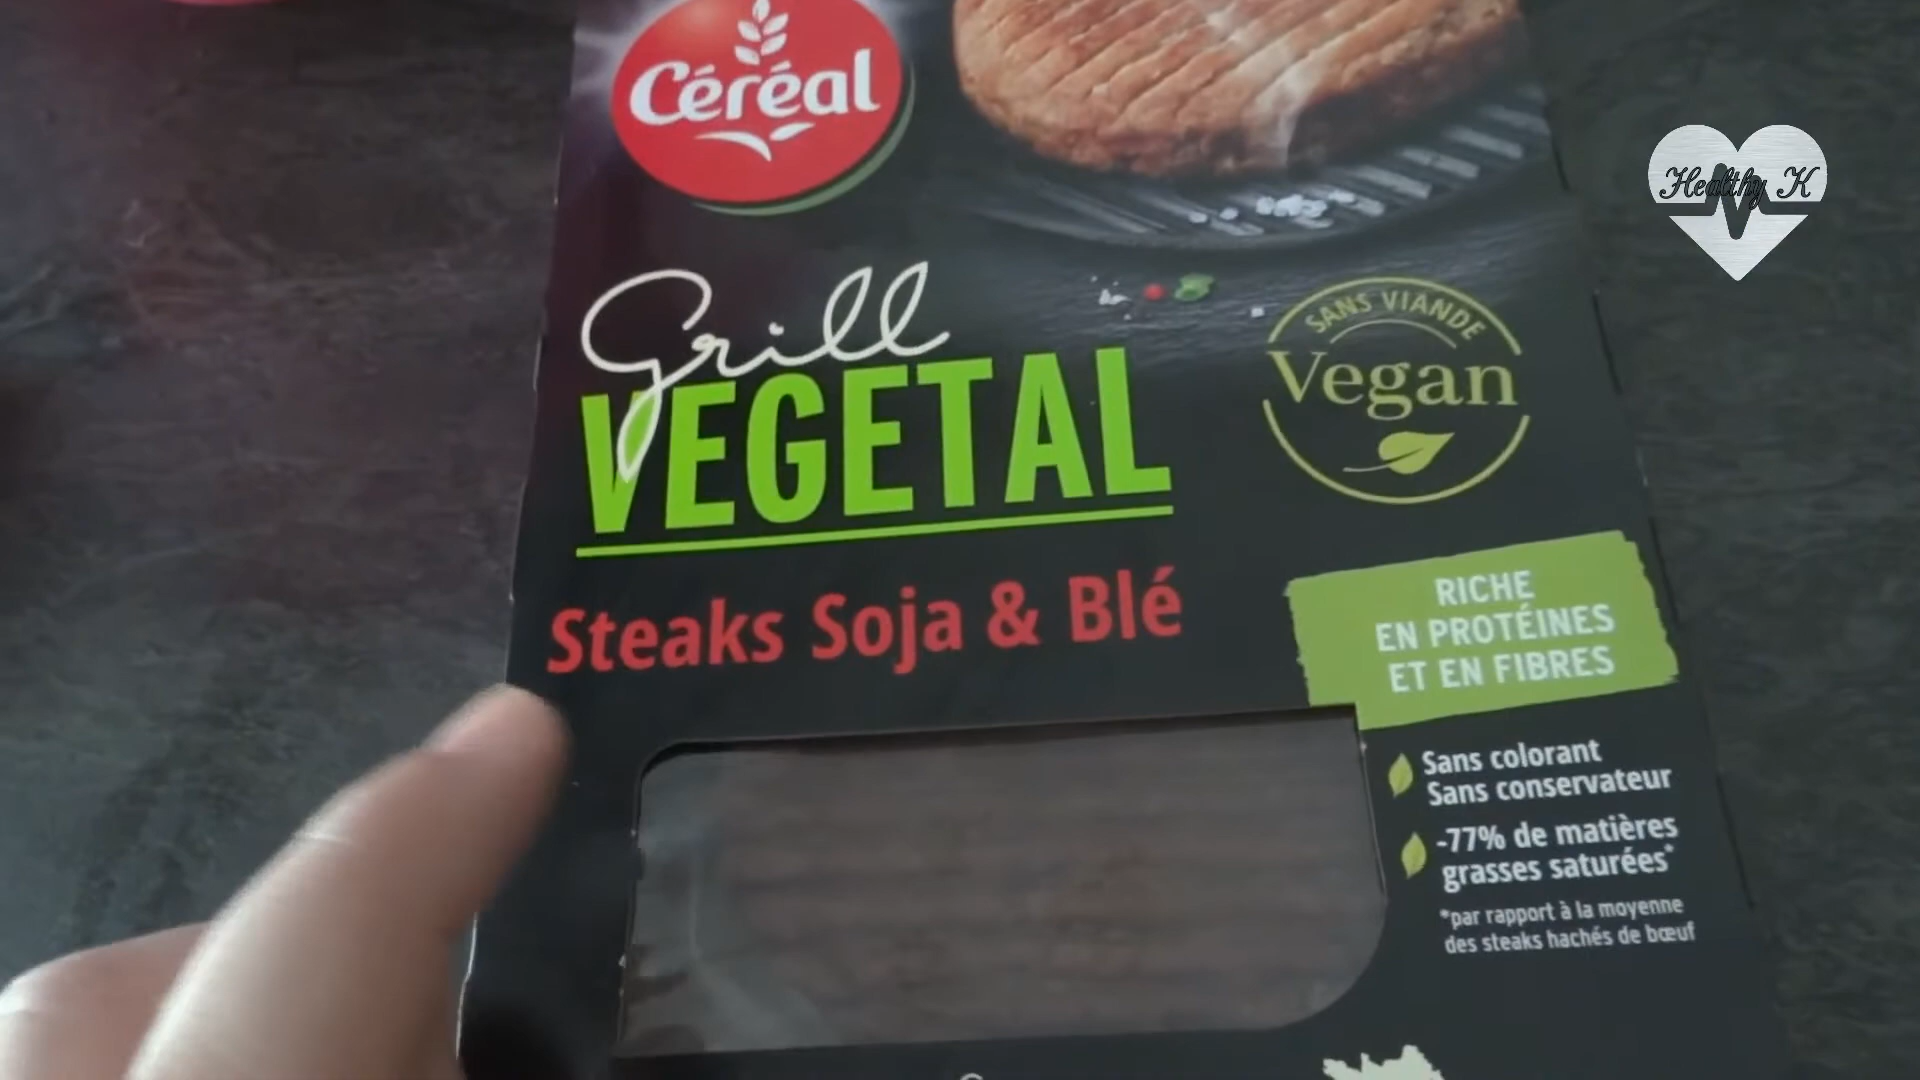 Céréal
Healthy K
Grill
VEGETAL
SANS VIANDE
Vegan
Steaks Soja & Blé
RICHE
EN PROTÉINES
ET EN FIBRES
Sans colorant
Sans conservateur
-77% de matières
grasses saturées*
*par rapport à la moyenne
des steaks hachés de bœuf